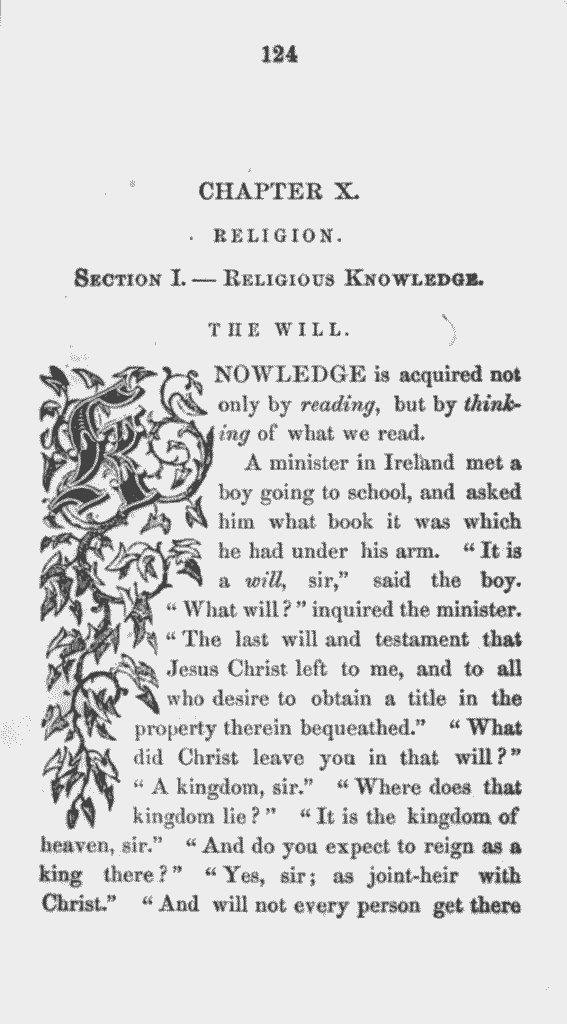 124
CHAPTER X.
RELIGION.
SECTION I. — RELIGIOUS KNOWLEDGE.
THE WILL.
KNOWLEDGE is acquired not
only by reading, but by think-
ing of what we read.
A minister in Ireland met a
boy going to school, and asked
him what book it was which
he had under his arm. “It is
a will, sir,” said the boy.
“What will?” inquired the minister.
“The last will and testament that
Jesus Christ left to me, and to all
who desire to obtain a title in the
property therein bequeathed.” “What
did Christ leave you in that will?”
“A kingdom, sir.” “Where does that
kingdom lie?” “It is the kingdom of
heaven, sir.” “And do you expect to reign as a
king there?” “Yes, sir; as joint-heir with
Christ.” “And will not every person get there